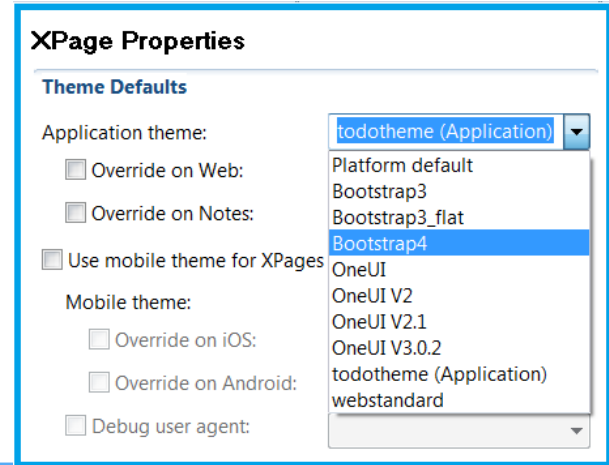 XPage Properties
Theme Defaults
Application theme:
todotheme (Application)
Override on Web:
Platform default
Bootstrap3
Override on Notes:
Bootstrap3_flat
Bootstrap4
Use mobile theme for XPages
OneUI
OneUI V2
Mobile theme:
OneUI V2.1
Override on iOS:
OneUI V3.0.2
Override on Android:
todotheme (Application)
webstandard
Debug user agent: